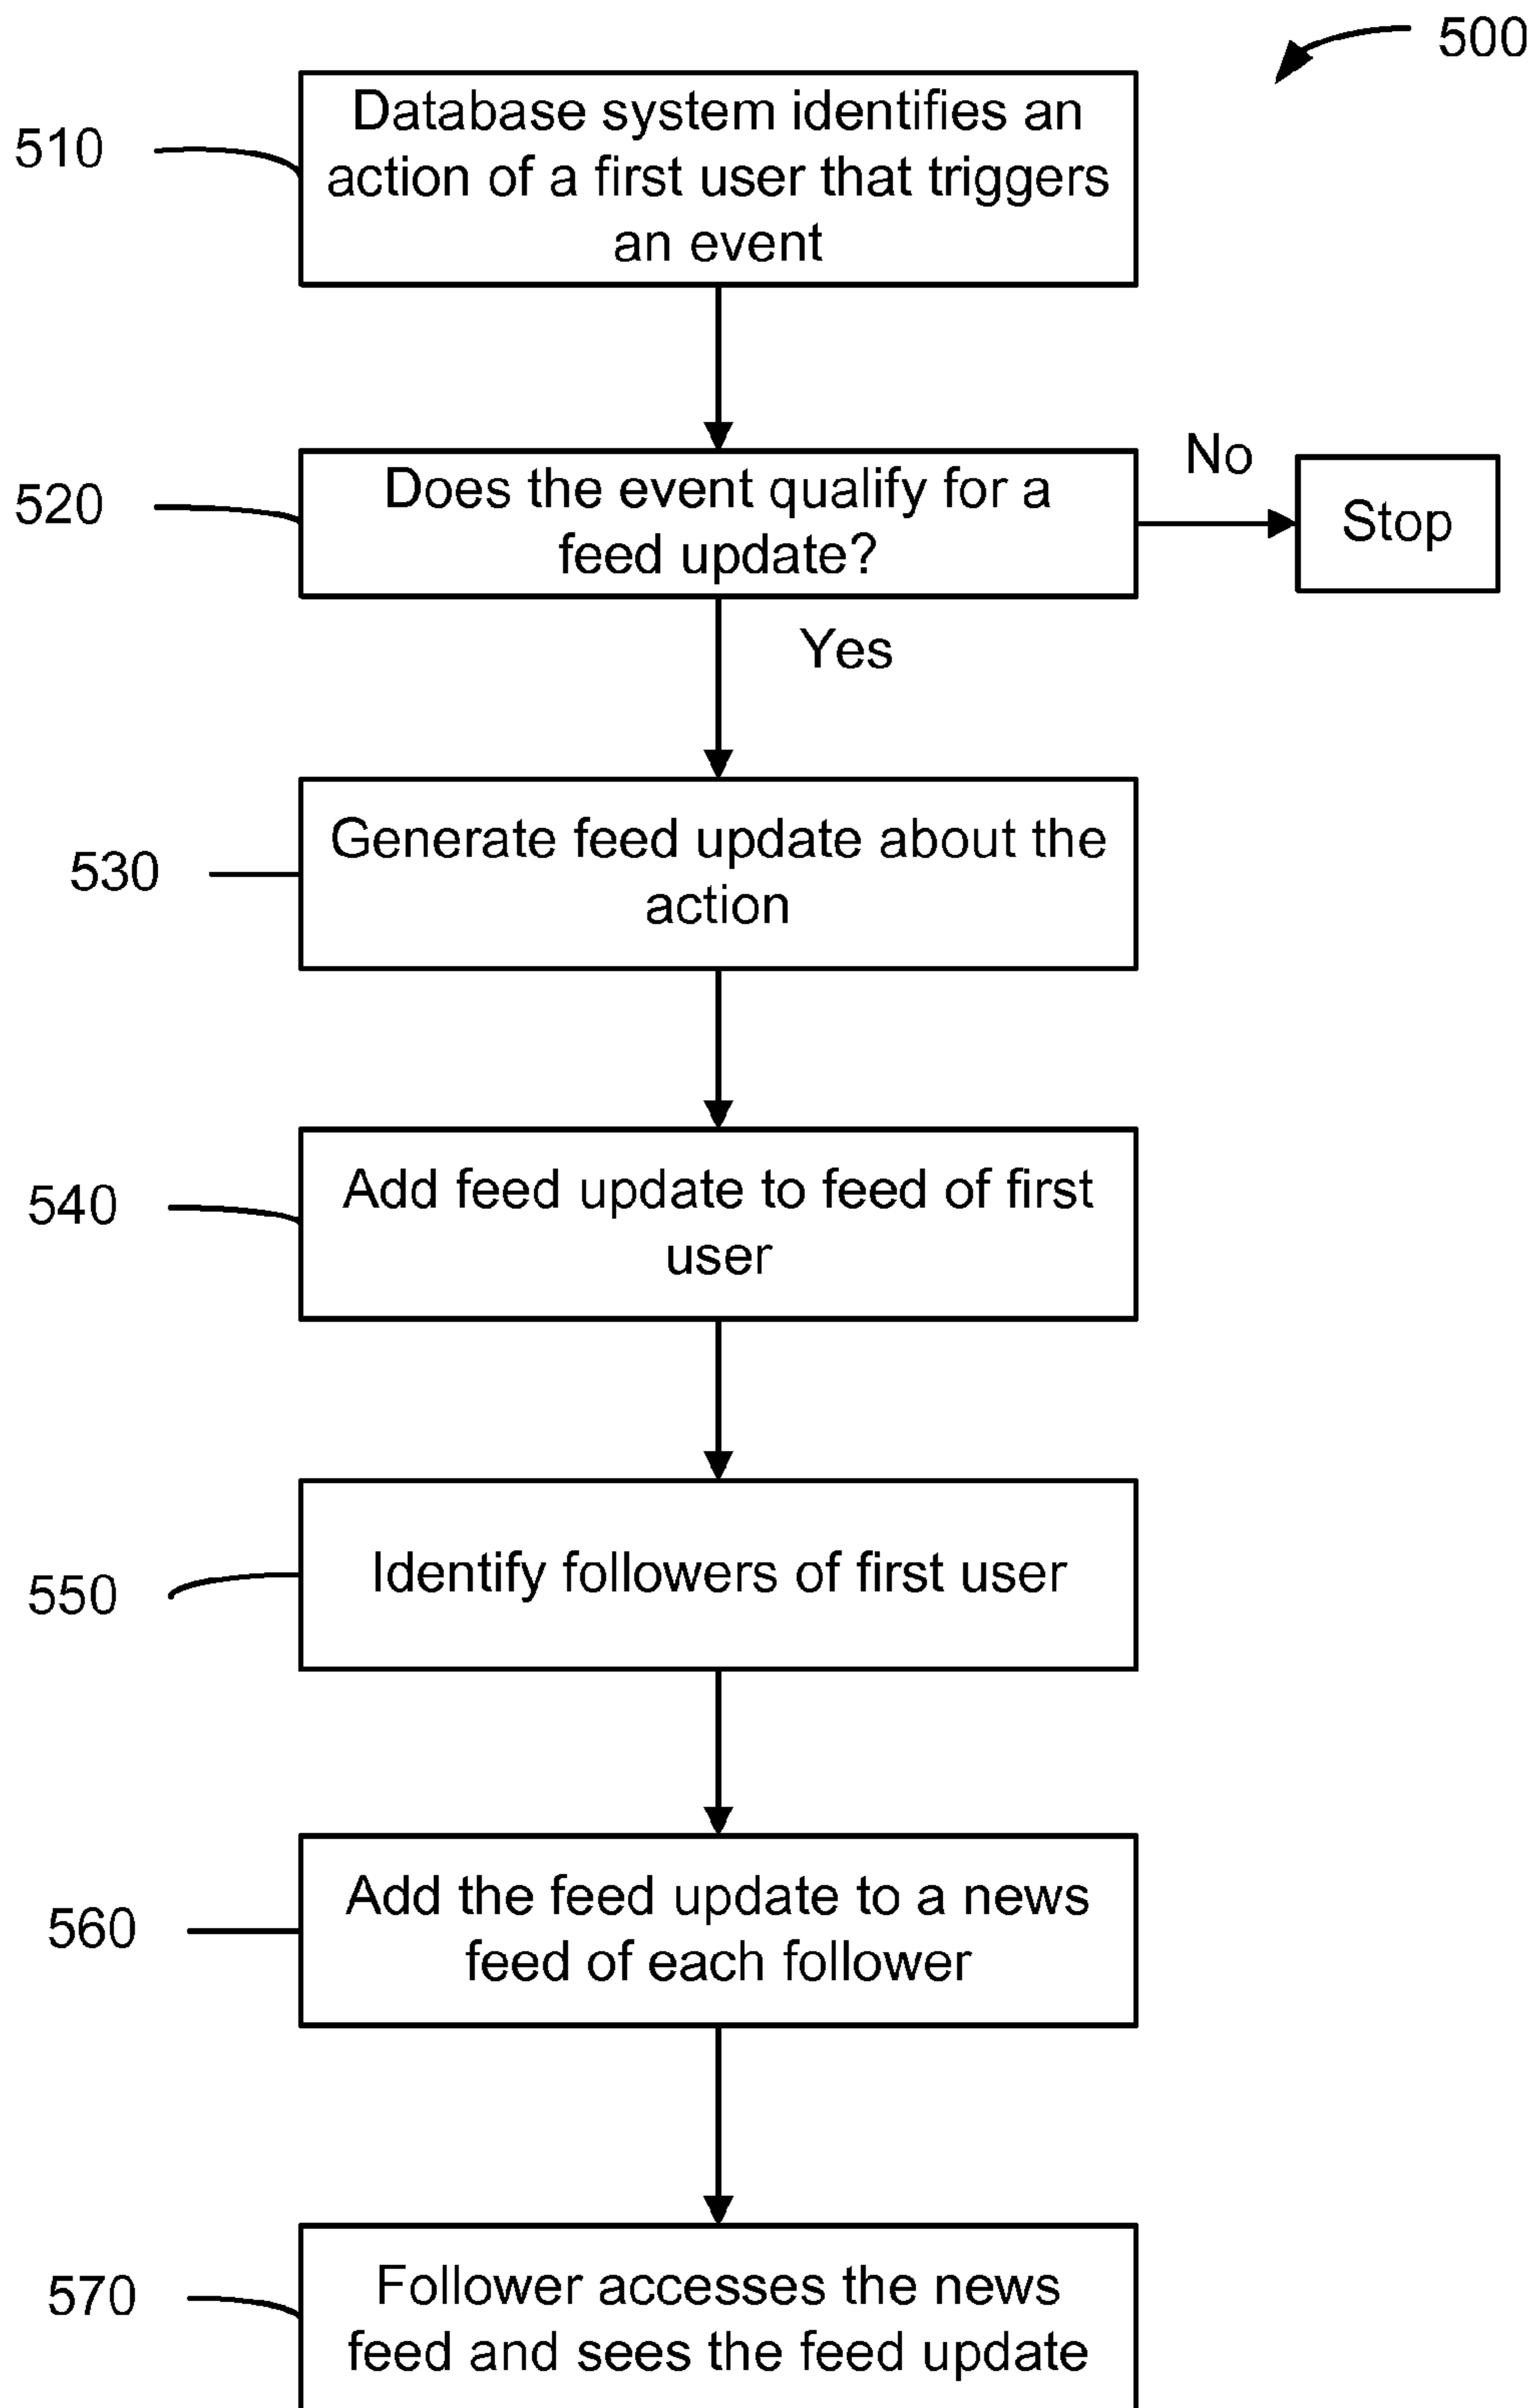 500
510
Database system identifies an
action of a first user that triggers
an event
520
Does the event qualify for a
feed update?
No
Stop
Yes
530
Generate feed update about the
action
540
Add feed update to feed of first
user
550
Identify followers of first user
560
Add the feed update to a news
feed of each follower
570
Follower accesses the news
feed and sees the feed update